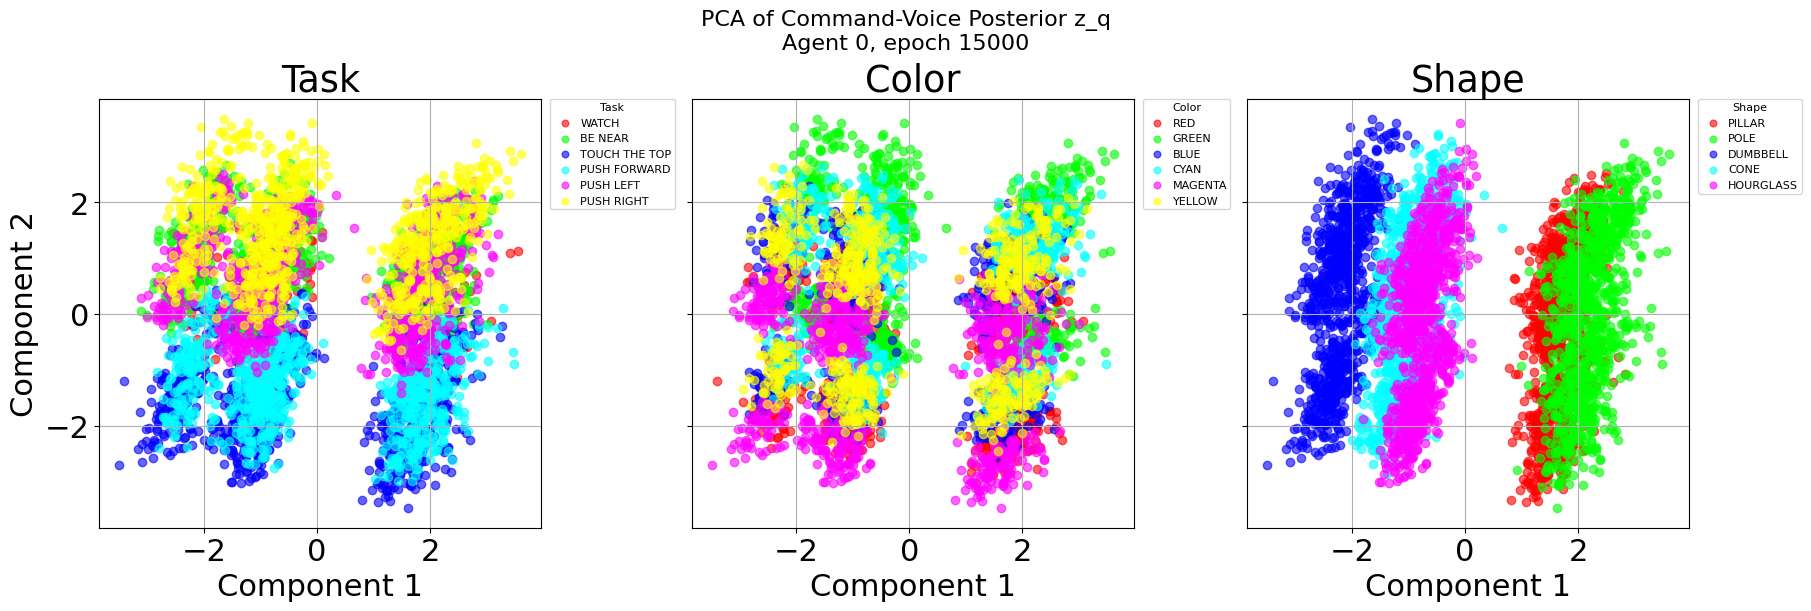 PCA of Command-Voice Posterior z_q
Agent 0, epoch 15000
Task
Component 2
2
0
−2
−2 0 2
Component 1
Task
WATCH
BE NEAR
TOUCH THE TOP
PUSH FORWARD
PUSH LEFT
PUSH RIGHT
Color
−2 0 2
Component 1
Color
RED
GREEN
BLUE
CYAN
MAGENTA
YELLOW
Shape
−2 0 2
Component 1
Shape
PILLAR
POLE
DUMBBELL
CONE
HOURGLASS